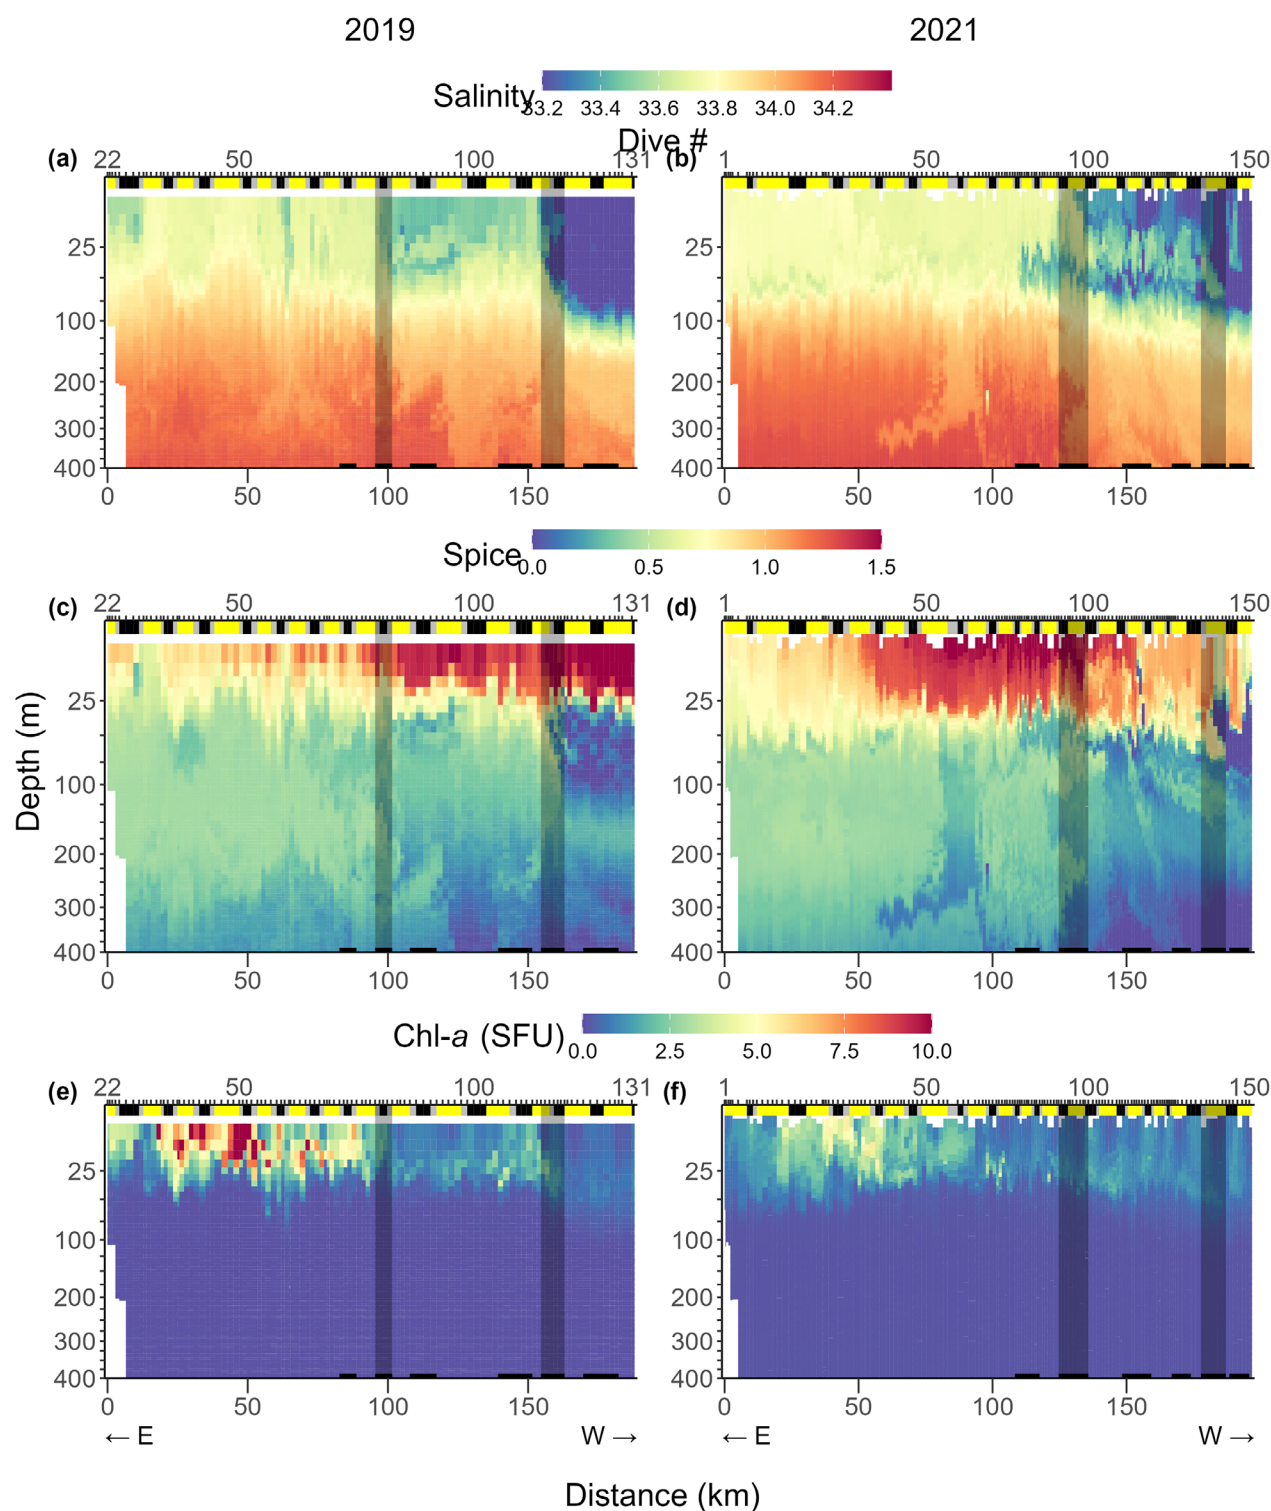 2019 2021
Salinity 33.2 33.4 33.6 33.8 34.0 34.2
Dive #
(a) 22 50 100 131 (b) 1 50 100 150
25 25
100 100
200 200
300 300
400 400
0 50 100 150 0 50 100 150
Spice 0.0 0.5 1.0 1.5
(c) 22 50 100 131 (d) 1 50 100 150
25 25
100 100
200 200
300 300
400 400
Depth (m)
0 50 100 150 0 50 100 150
Chl-a (SFU) 0.0 2.5 5.0 7.5 10.0
(e) 22 50 100 131 (f) 1 50 100 150
25 25
100 100
200 200
300 300
400 400
0 50 100 150 0 50 100 150
← E W → ← E W →
Distance (km)